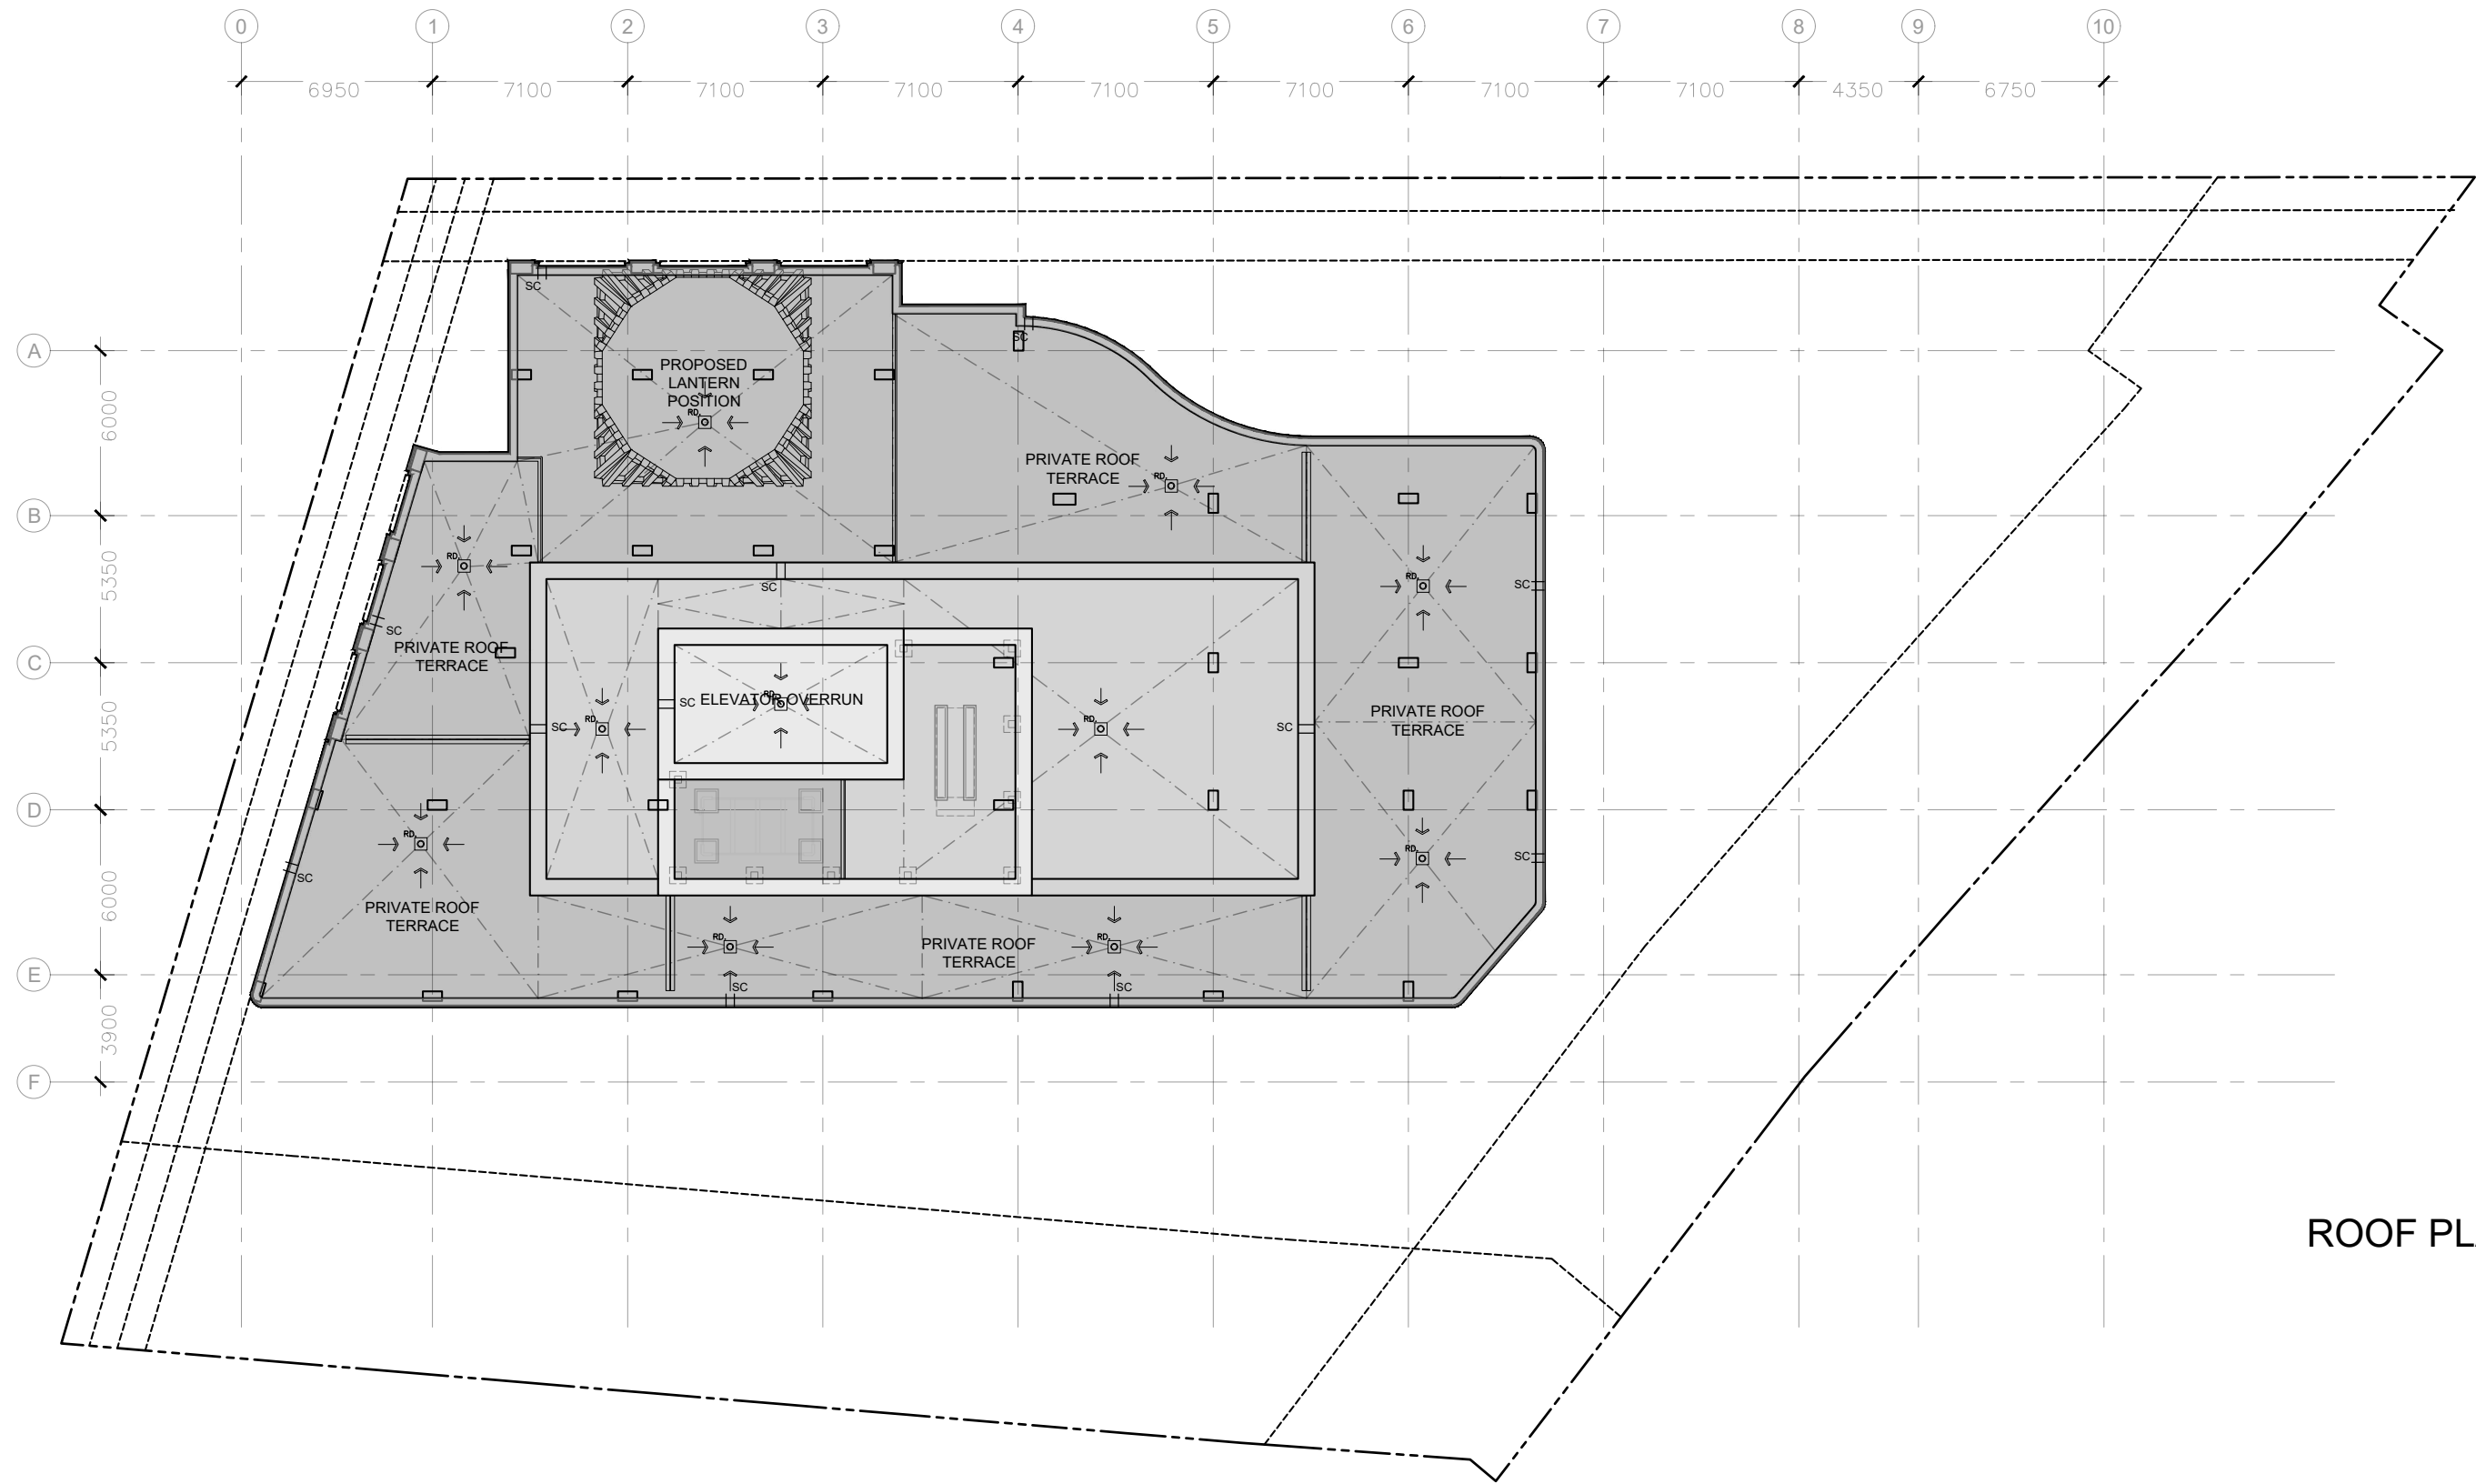 0 1 2 3 4 5 6 7 8 9 10
6950 7100 7100 7100 7100 7100 7100 7100 4350 6750
A
6000
B
5350
C
5350
D
6000
E
3900
F
SC
PROPOSED
LANTERN
POSITION
RD.
SC
PRIVATE ROOF
TERRACE
RD.
RD.
RD.
SC
SC
SC
PRIVATE ROOF
TERRACE
ELEVATOR OVERRUN
RD.
SC
SC
RD.
RD.
SC
PRIVATE ROOF
TERRACE
RD.
SC
PRIVATE ROOF
TERRACE
RD.
SC
RD.
SC
PRIVATE ROOF
TERRACE
RD.
SC
ROOF PL